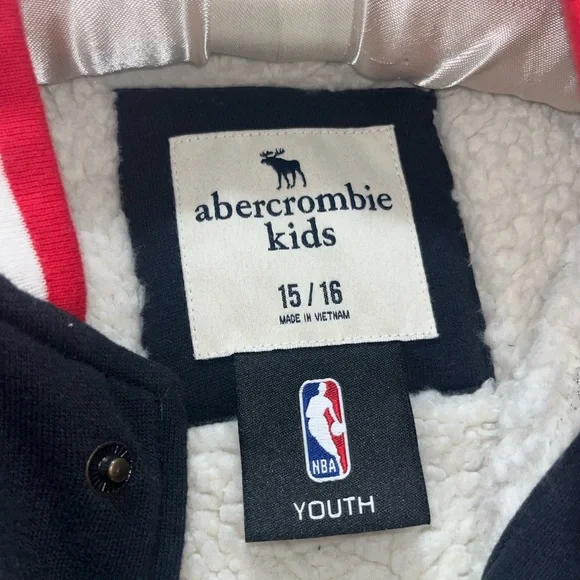 abercrombie
kids
15 / 16
MADE IN VIETNAM
NBA
YOUTH